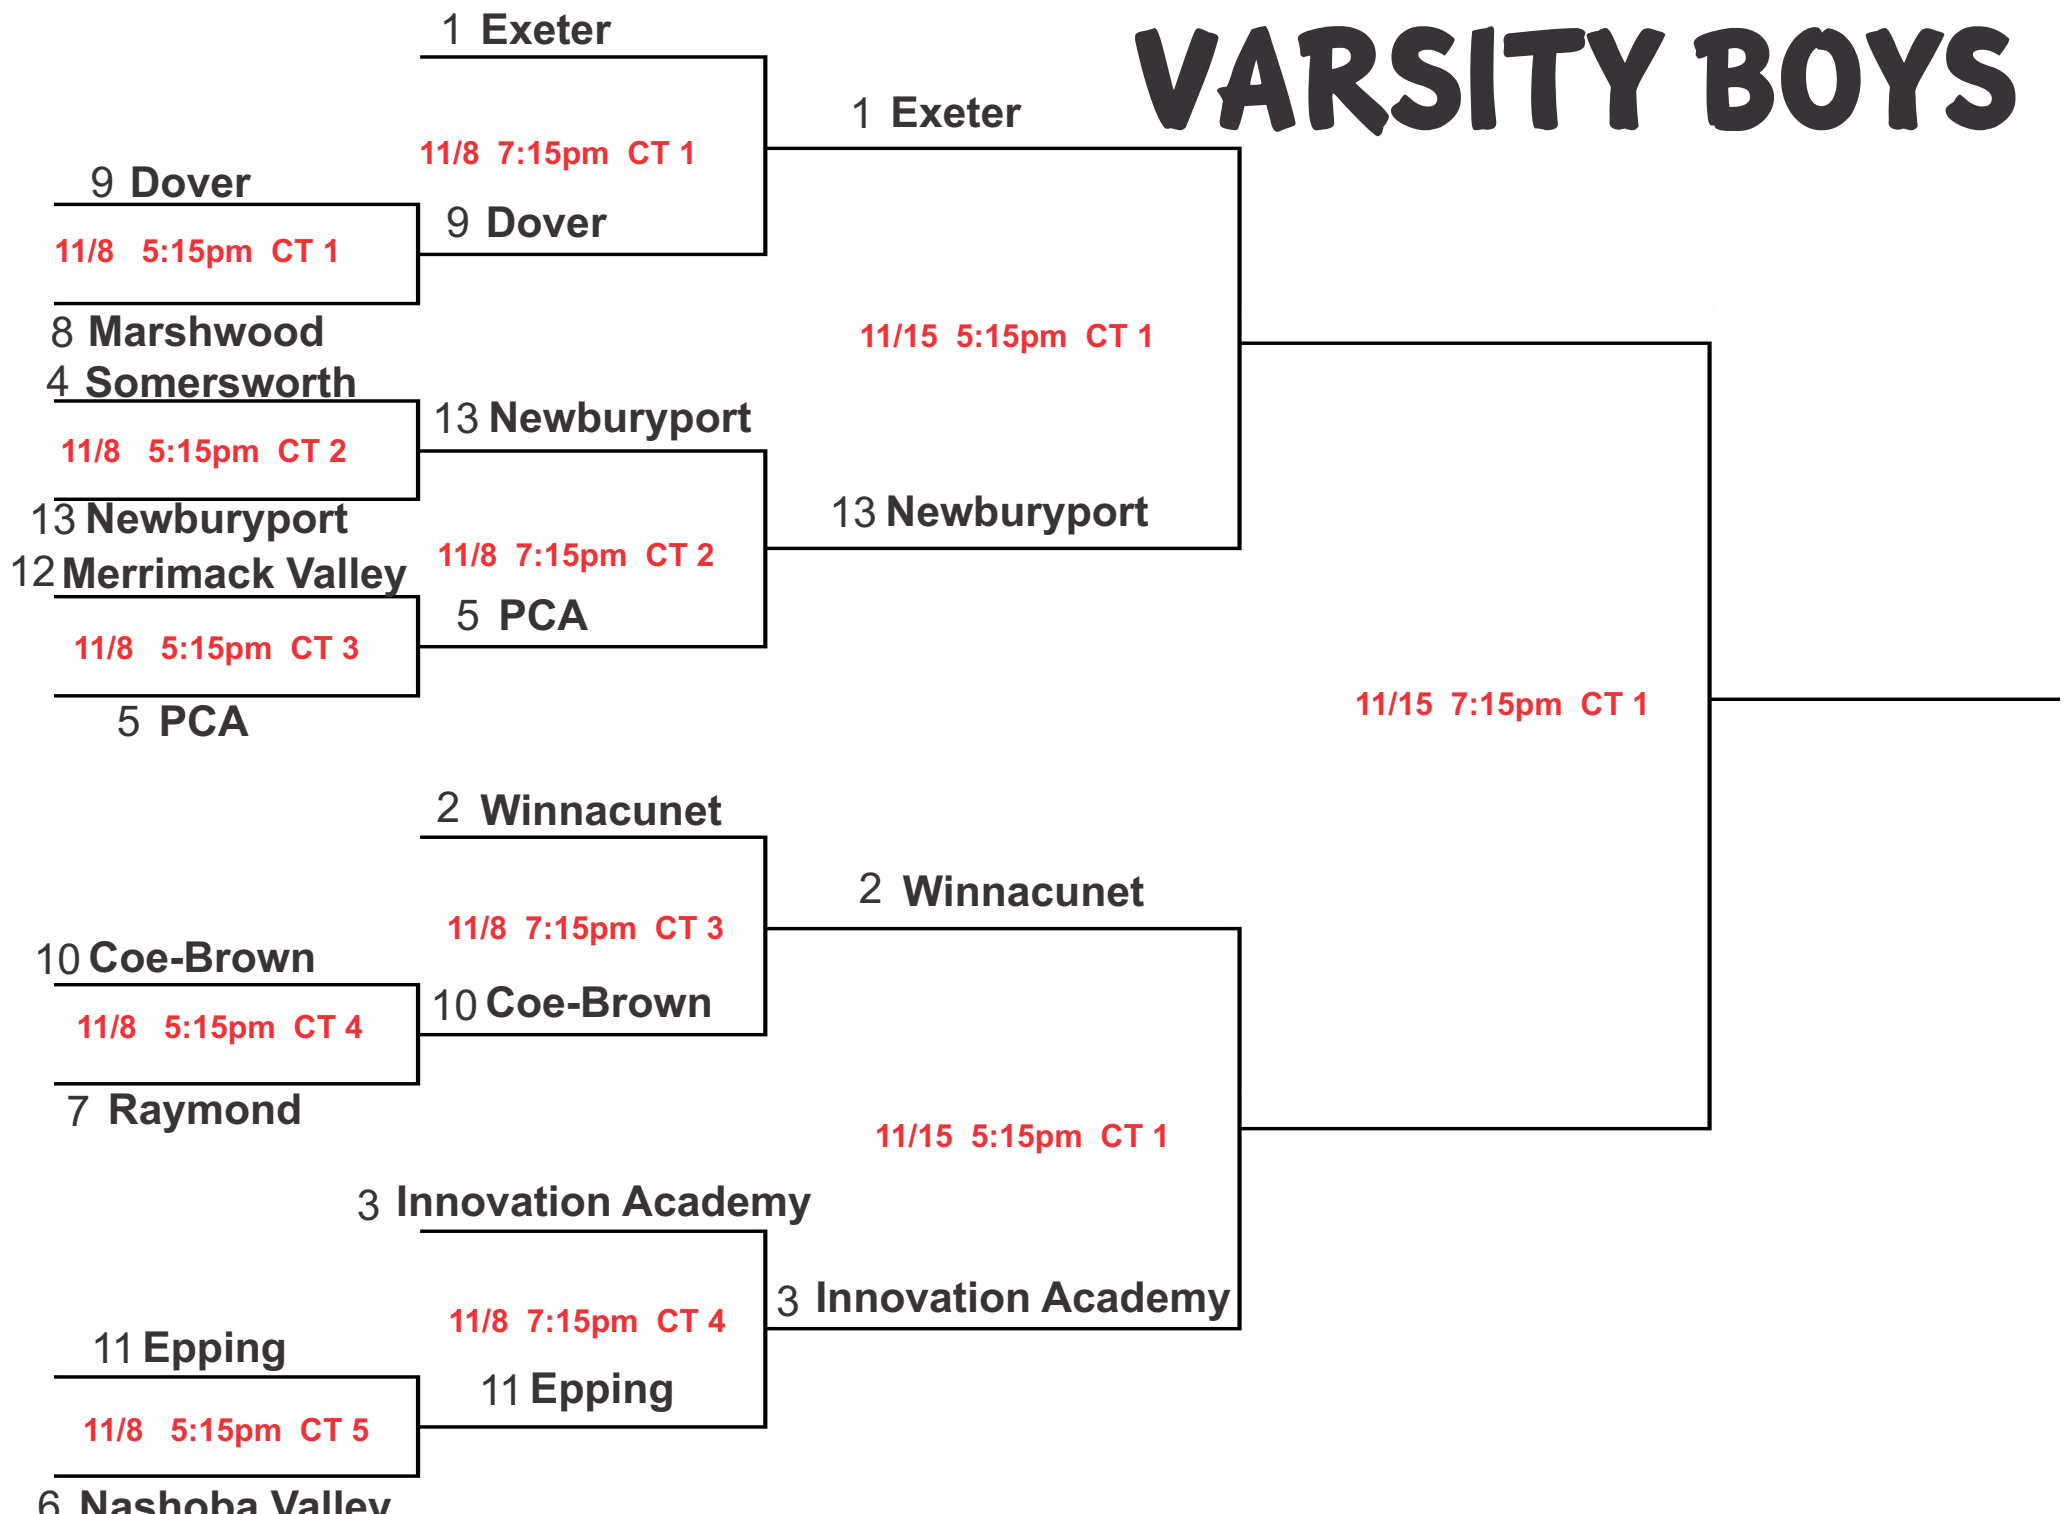 VARSITY BOYS
1 Exeter
11/8 7:15pm CT 1
9 Dover
1 Exeter
9 Dover
11/8 5:15pm CT 1
8 Marshwood
4 Somersworth
11/8 5:15pm CT 2
13 Newburyport
12 Merrimack Valley
11/8 5:15pm CT 3
5 PCA
13 Newburyport
11/8 7:15pm CT 2
5 PCA
11/15 5:15pm CT 1
13 Newburyport
11/15 7:15pm CT 1
2 Winnacunet
11/8 7:15pm CT 3
10 Coe-Brown
2 Winnacunet
10 Coe-Brown
11/8 5:15pm CT 4
7 Raymond
11/15 5:15pm CT 1
3 Innovation Academy
11/8 7:15pm CT 4
11 Epping
3 Innovation Academy
11 Epping
11/8 5:15pm CT 5
6 Nashoba Valley